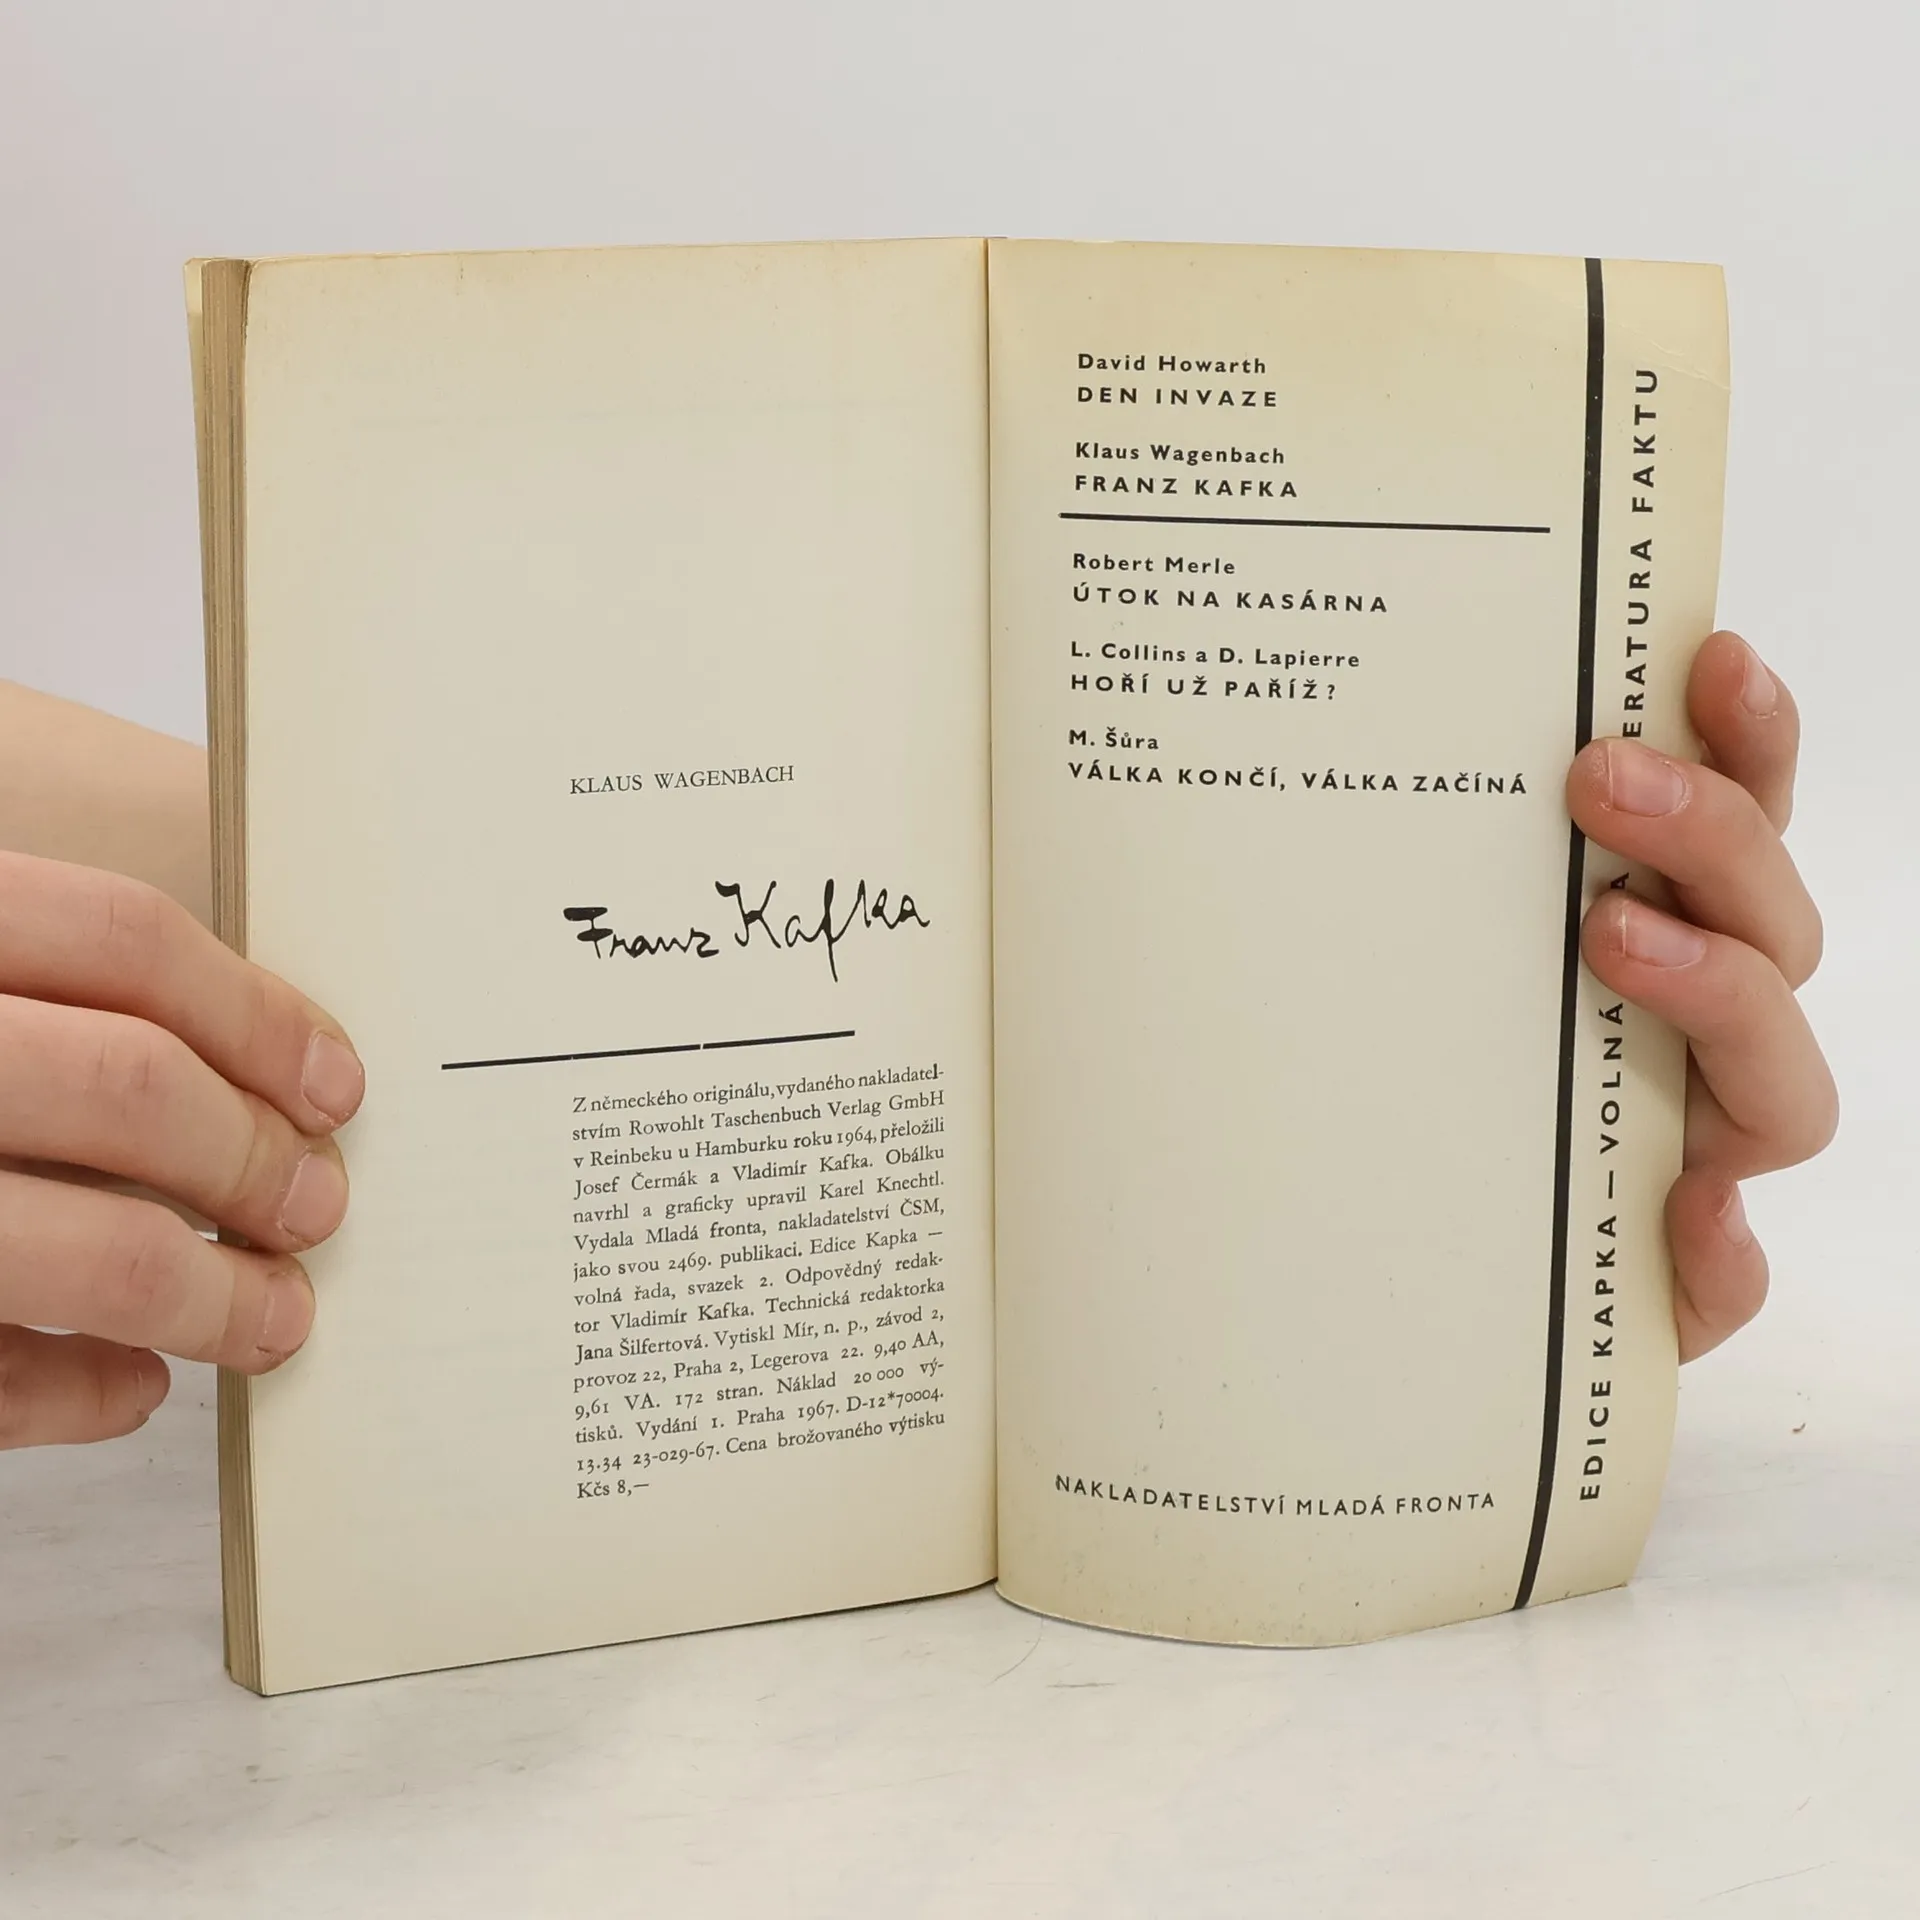 KLAUS WAGENBACH
Franz Kafka
Z německého originálu, vydaného nakladatel-
stvím Rowohlt Taschenbuch Verlag GmbH
v Reinbeku u Hamburku roku 1964, přeložili
Josef Čermák a Vladimír Kafka. Obálku
navrhl a graficky upravil Karel Knechtl.
Vydala Mladá fronta, nakladatelství ČSM,
jako svou 2469. publikaci. Edice Kapka —
volná řada, svazek 2. Odpovědný redak-
tor Vladimír Kafka. Technická redaktorka
Jana Šilfertová. Vytiskl Mír, n. p., závod 2,
provoz 22, Praha 2, Legerova 22. 9,40 AA,
9,61 VA. 172 stran. Náklad 20 000 vý-
tisků. Vydání 1. Praha 1967. D-12*70004.
13.34 23-029-67. Cena brožovaného výtisku
Kčs 8,—
David Howarth
DEN INVAZE
Klaus Wagenbach
FRANZ KAFKA
Robert Merle
ÚTOK NA KASÁRNA
L. Collins a D. Lapierre
HOŘÍ UŽ PAŘÍŽ?
M. Šůra
VÁLKA KONČÍ, VÁLKA ZAČÍNÁ
NAKLADATELSTVÍ MLADÁ FRONTA
EDICE KAPKA — VOLNÁ A ERATURA FAKTU